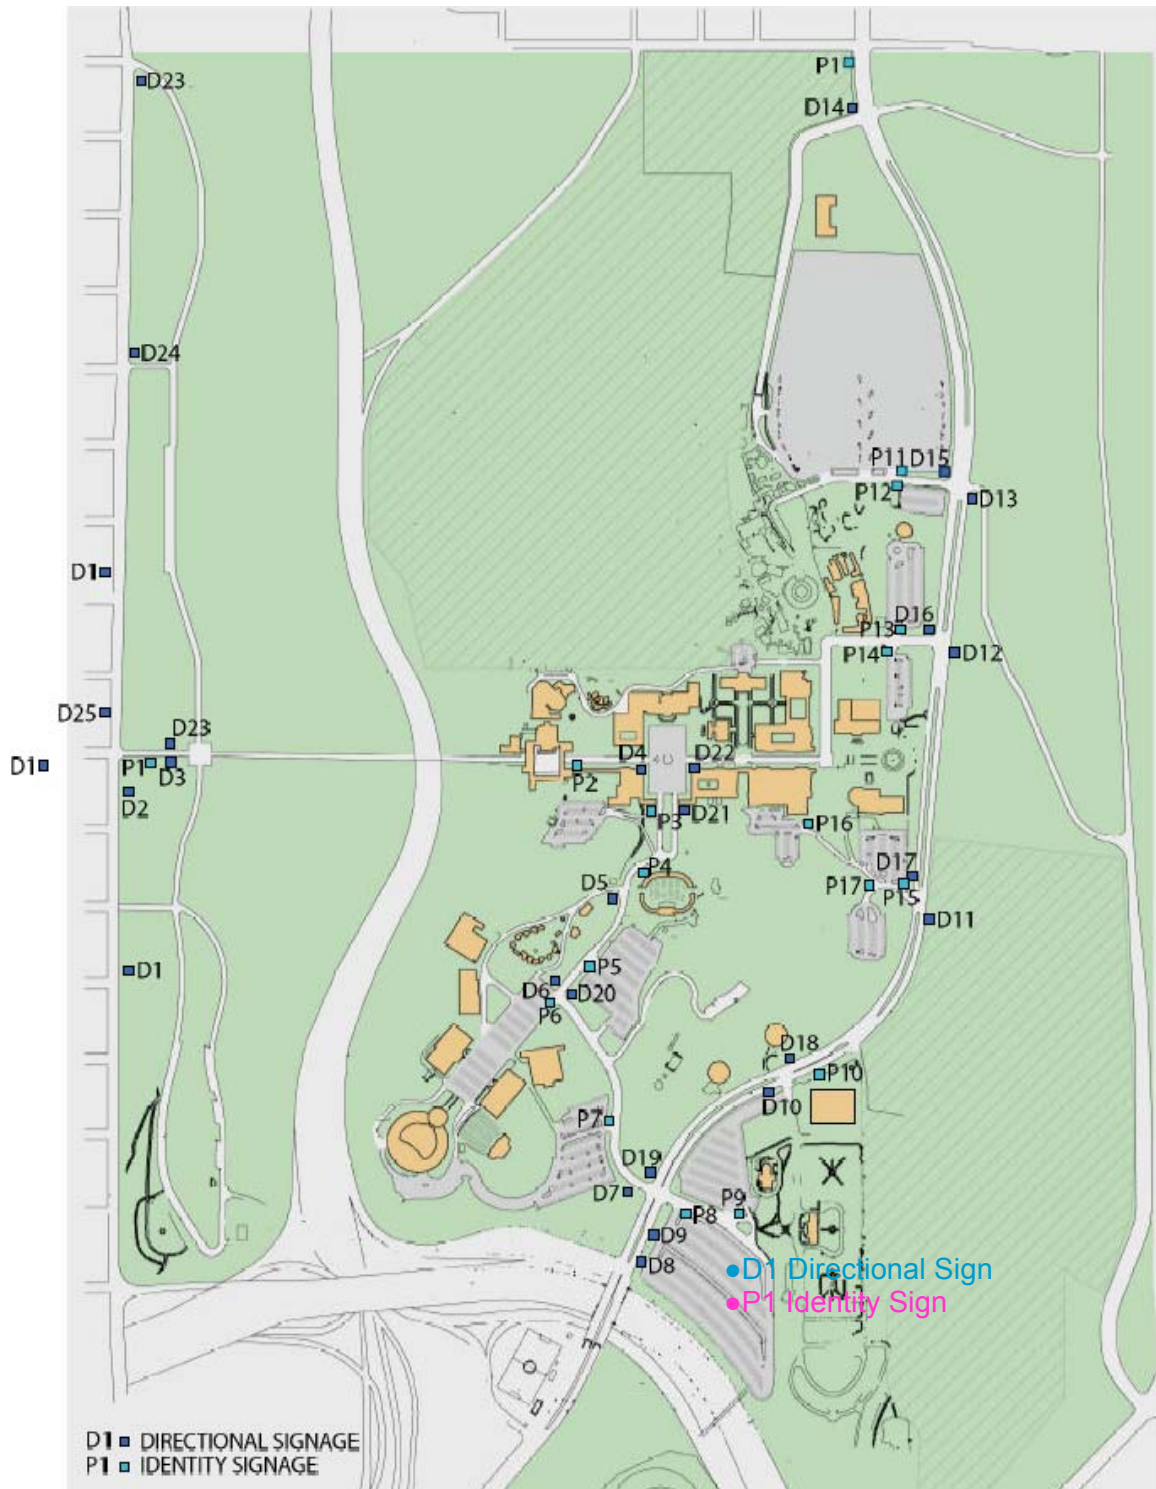 P1
D23
D14
D24
P11 D15
P12
D13
D1
D16
P13
P14
D12
D25
D23
D1
P1
D3
D4
D22
P2
D2
P3
D21
P16
P4
D17
D5
P17
P15
D11
D1
P5
D6
D20
P6
D18
P10
D10
P7
D19
D7
P8
P9
D9
D8
●D1 Directional Sign
●P1 Identity Sign
D1 DIRECTIONAL SIGNAGE
P1 IDENTITY SIGNAGE